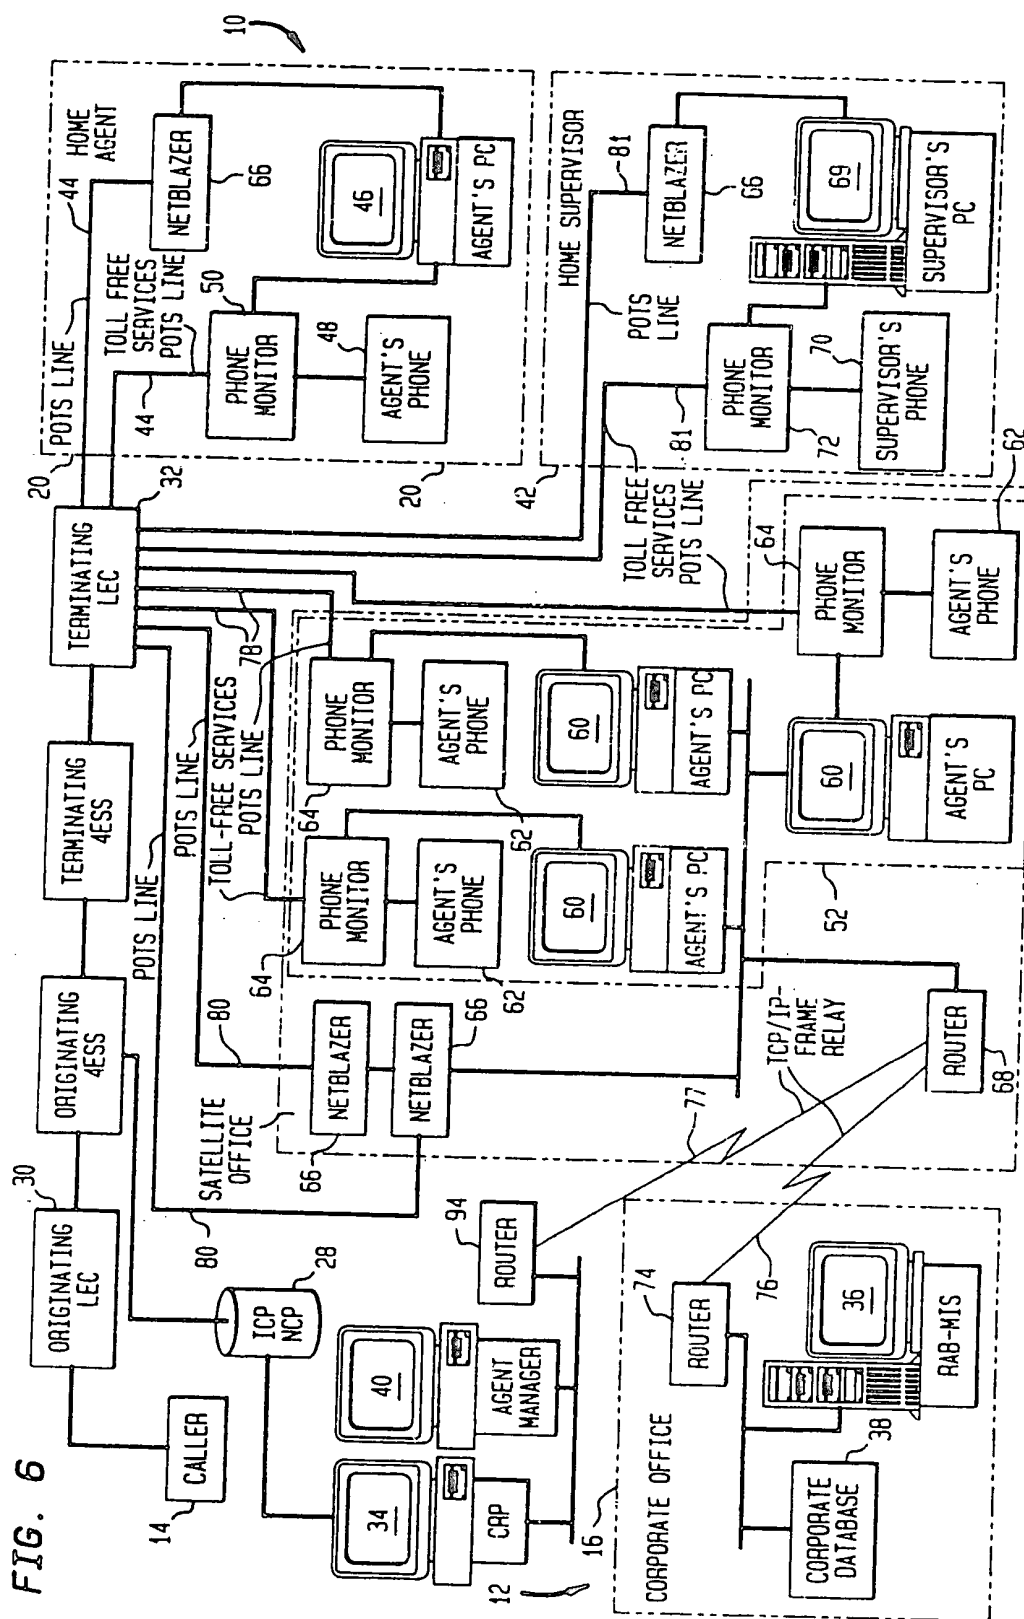 FIG. 6
10
ORIGINATING
LEC
30
ORIGINATING
4ESS
TERMINATING
4ESS
TERMINATING
LEC
32
CALLER
14
ICP
NCP
28
34
CRP
12
40
AGENT
MANAGER
ROUTER
94
CORPORATE OFFICE
16
ROUTER
74
76
77
36
RAB-MIS
CORPORATE
DATABASE
38
TCP/IP-
FRAME
RELAY
ROUTER
68
SATELLITE
OFFICE
NETBLAZER
66
NETBLAZER
66
80
80
POTS LINE
POTS LINE
TOLL-FREE SERVICES
POTS LINE
78
PHONE
MONITOR
64
AGENT'S
PHONE
62
60
AGENT'S PC
PHONE
MONITOR
64
AGENT'S
PHONE
62
60
AGENT'S PC
52
PHONE
MONITOR
64
AGENT'S
PHONE
62
60
AGENT'S
PC
TOLL FREE
SERVICES
POTS LINE
20
20
HOME
AGENT
POTS LINE
44
TOLL FREE
SERVICES
POTS LINE
44
NETBLAZER
66
PHONE
MONITOR
50
AGENT'S
PHONE
48
46
AGENT'S PC
42
HOME SUPERVISOR
POTS
LINE
81
NETBLAZER
66
81
PHONE
MONITOR
72
SUPERVISOR'S
PHONE
70
69
SUPERVISOR'S
PC